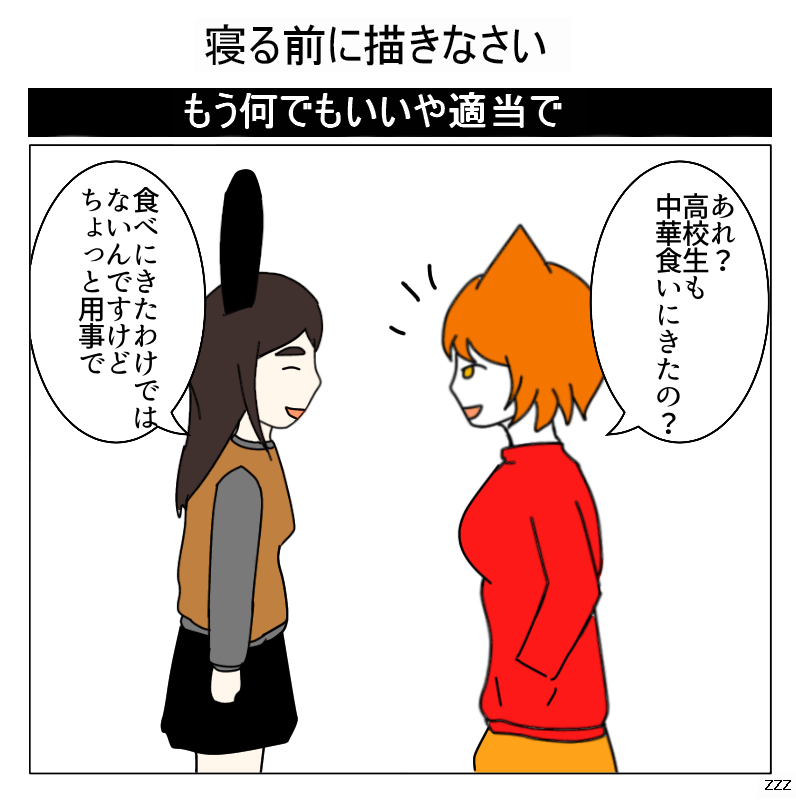 寝る前に描きなさい
もう何でもいいや適当で
あれ？
高校生も
中華食いにきたの？
食べにきたわけでは
ないんですけど
ちょっと用事で
zzz